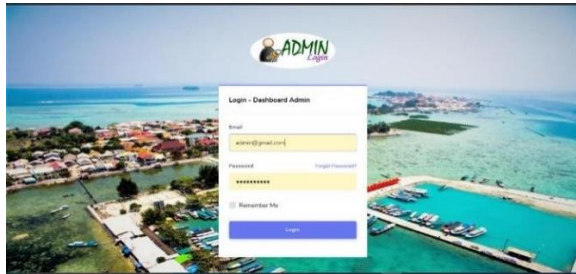 ADMIN
Login
Login - Dashboard Admin
Email
admin@gmail.com
Password Forgot Password?
Remember Me
Login